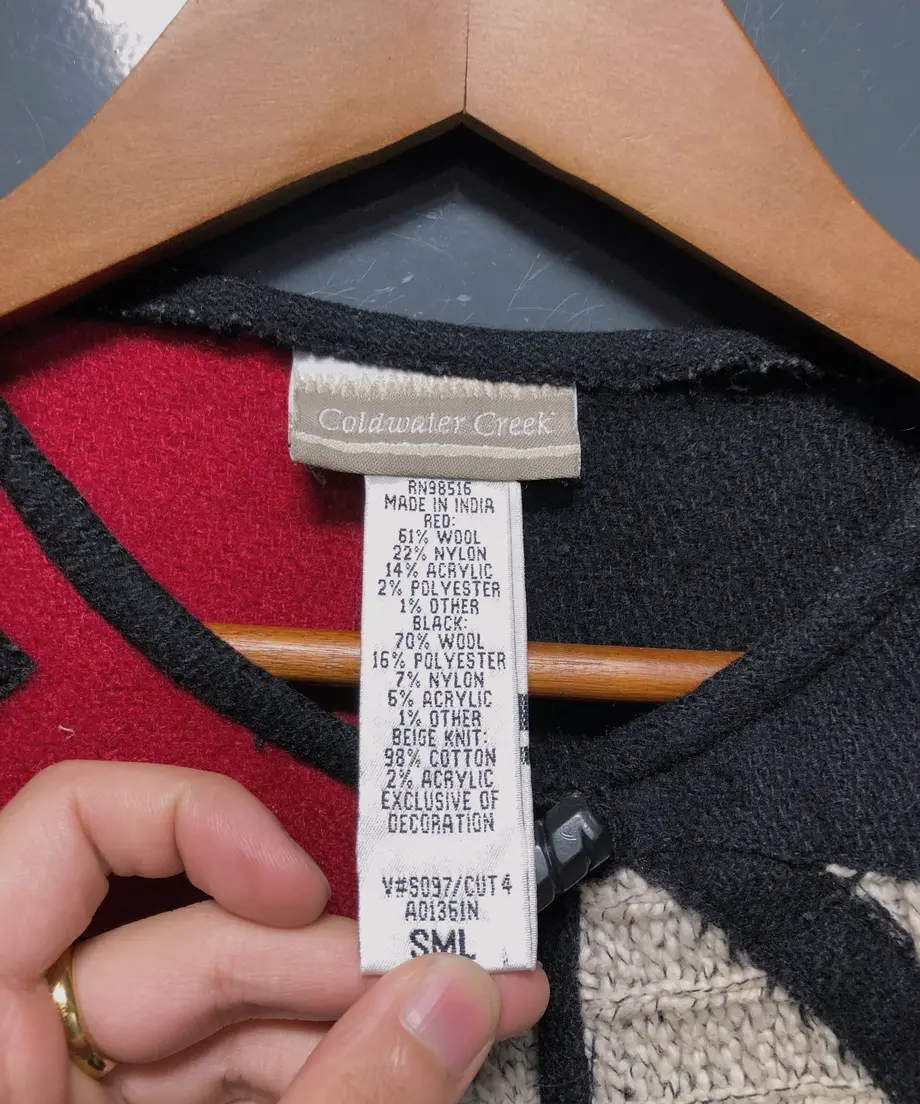 Coldwater Creek
RN98516
MADE IN INDIA
RED:
61% WOOL
22% NYLON
14% ACRYLIC
2% POLYESTER
1% OTHER
BLACK:
70% WOOL
16% POLYESTER
7% NYLON
6% ACRYLIC
1% OTHER
BEIGE KNIT:
98% COTTON
2% ACRYLIC
EXCLUSIVE OF
DECORATION
V#S097/CUT4
A01361N
SML